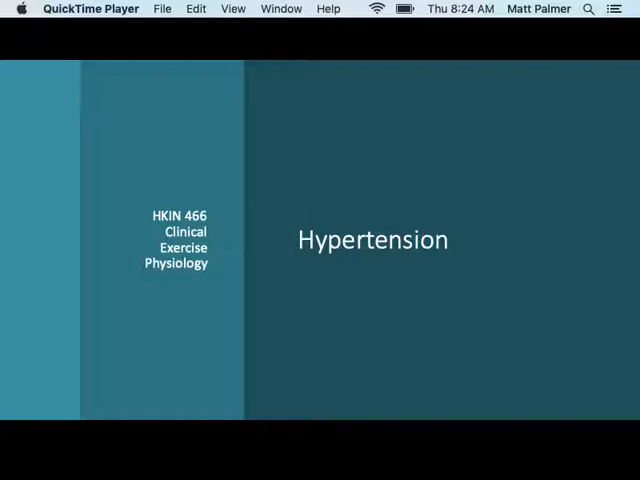 QuickTime Player File Edit View Window Help Thu 8:24 AM Matt Palmer
HKIN 466
Clinical
Exercise
Physiology
Hypertension